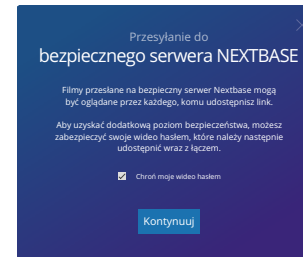 Przesyłanie do
bezpiecznego serwera NEXTBASE
Filmy przesłane na bezpieczny serwer Nextbase mogą
być oglądane przez każdego, komu udostępnisz link.
Aby uzyskać dodatkową poziom bezpieczeństwa, możesz
zabezpieczyć swoje wideo hasłem, które należy następnie
udostępnić wraz z łączem.
Chroń moje wideo hasłem
Kontynuuj